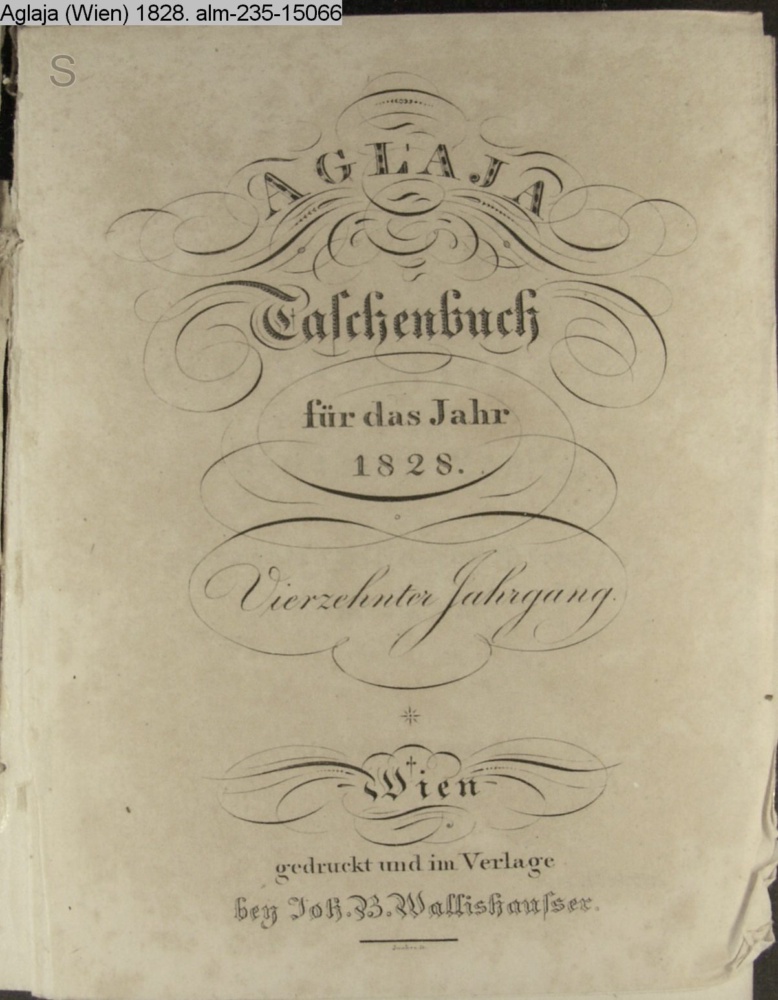 Aglaja (Wien) 1828. alm-235-15066
S
AGLAJA
Taschenbuch
für das Jahr
1828.
Vierzehnter Jahrgang.
Wien
gedruckt und im Verlage
bey Joh. B. Wallishauſser.